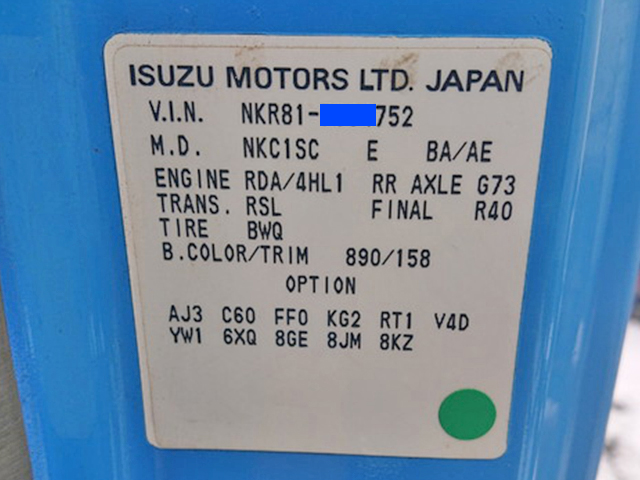 ISUZU MOTORS LTD. JAPAN
V.I.N. NKR81- 752
M.D. NKC1SC E BA/AE
ENGINE RDA/4HL1 RR AXLE G73
TRANS. RSL FINAL R40
TIRE BWQ
B.COLOR/TRIM 890/158
OPTION
AJ3 C60 FF0 KG2 RT1 V4D
YW1 6XQ 8GE 8JM 8KZ